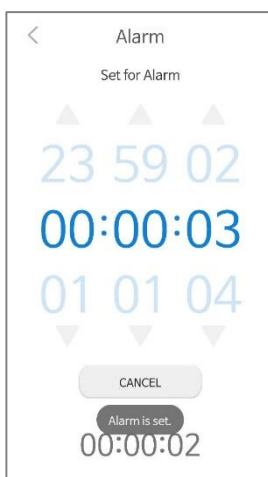 Alarm
Set for Alarm
23 59 02
00:00:03
01 01 04
CANCEL
Alarm is set.
00:00:02